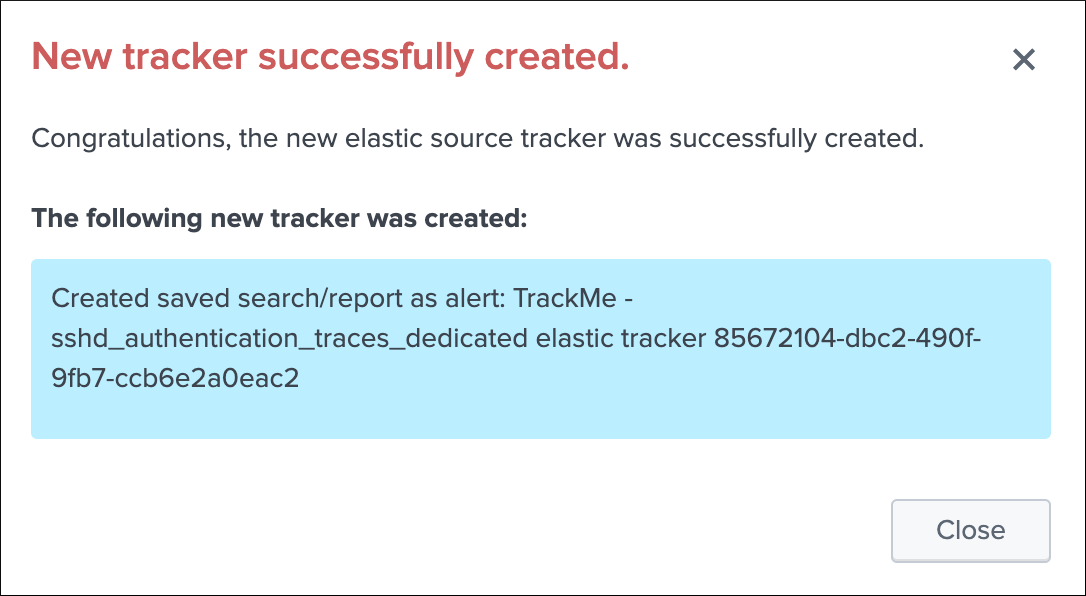 New tracker successfully created.
Congratulations, the new elastic source tracker was successfully created.
The following new tracker was created:
Created saved search/report as alert: TrackMe -
sshd_authentication_traces_dedicated elastic tracker 85672104-dbc2-490f-
9fb7-ccb6e2a0eac2
Close